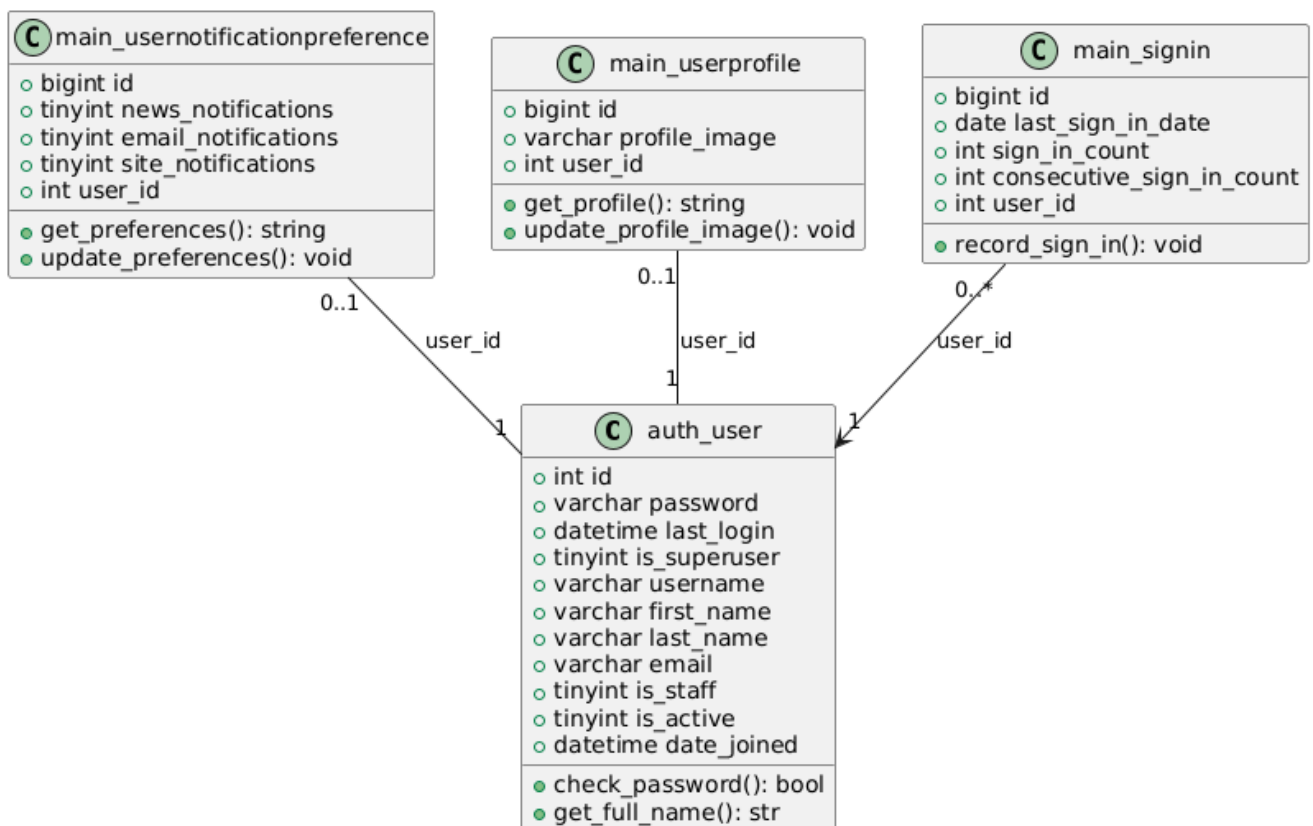 C main_usernotificationpreference
bigint id
tinyint news_notifications
tinyint email_notifications
tinyint site_notifications
int user_id
get_preferences(): string
update_preferences(): void
C main_userprofile
bigint id
varchar profile_image
int user_id
get_profile(): string
update_profile_image(): void
C main_signin
bigint id
date last_sign_in_date
int sign_in_count
int consecutive_sign_in_count
int user_id
record_sign_in(): void
0..1
0..1
0..*
user_id
user_id
user_id
1
1
1
C auth_user
int id
varchar password
datetime last_login
tinyint is_superuser
varchar username
varchar first_name
varchar last_name
varchar email
tinyint is_staff
tinyint is_active
datetime date_joined
check_password(): bool
get_full_name(): str